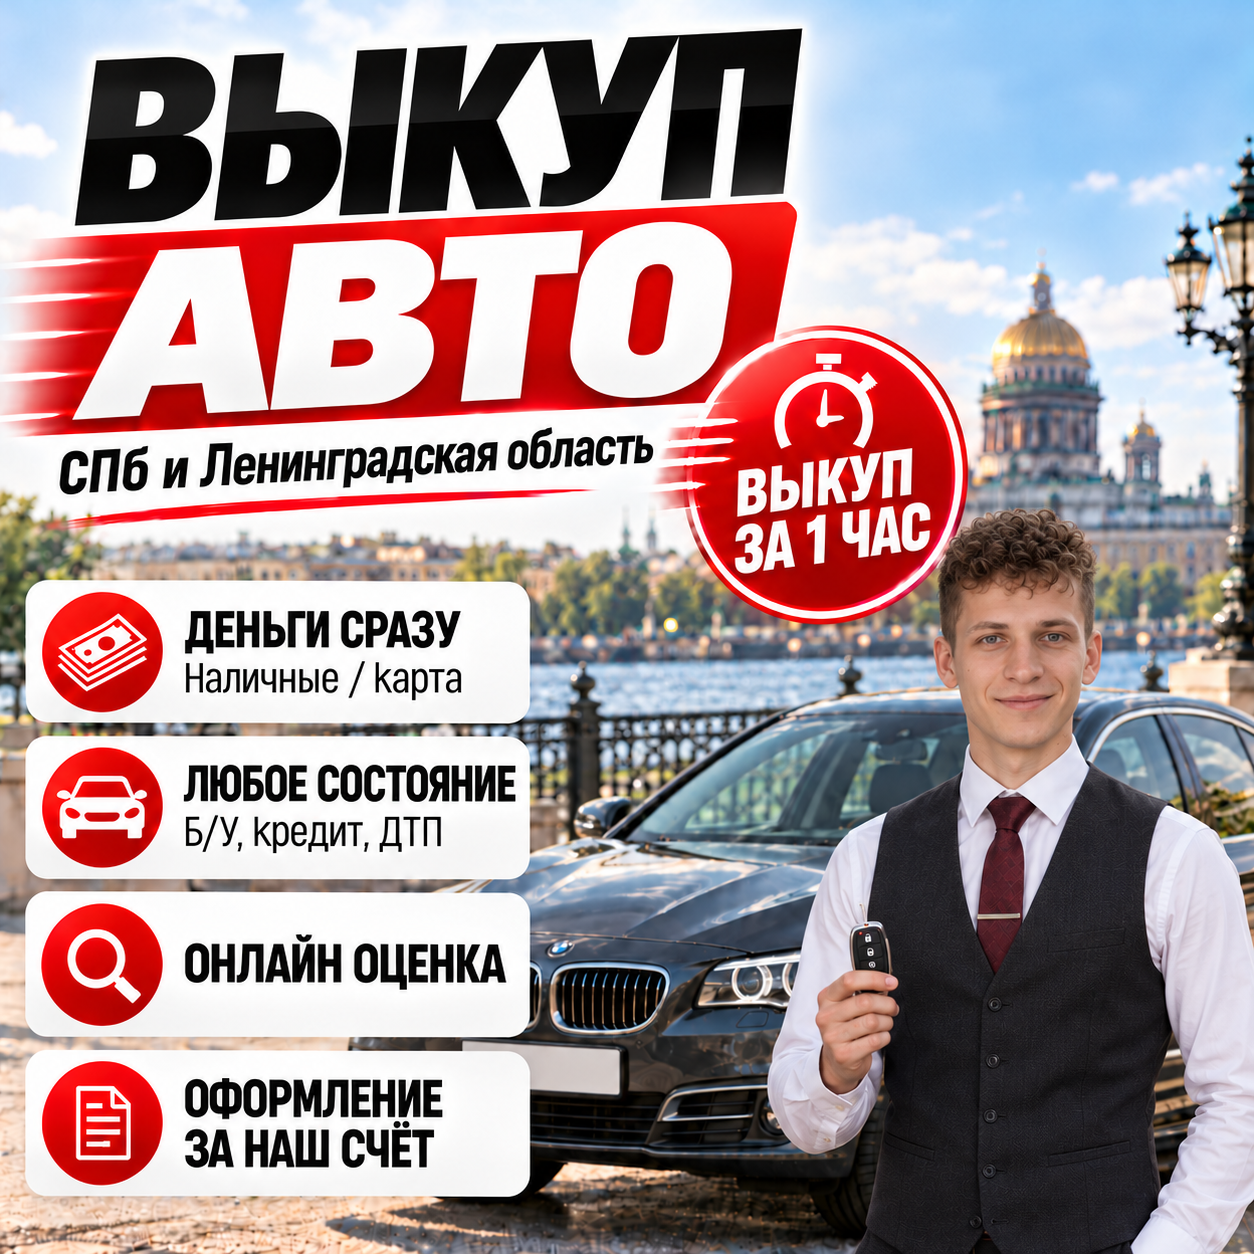 ВЫКУП
АВТО
СПб и Ленинградская область
ВЫКУП
ЗА 1 ЧАС
ДЕНЬГИ СРАЗУ
Наличные / карта
ЛЮБОЕ СОСТОЯНИЕ
Б/У, кредит, ДТП
ОНЛАЙН ОЦЕНКА
ОФОРМЛЕНИЕ
ЗА НАШ СЧЁТ